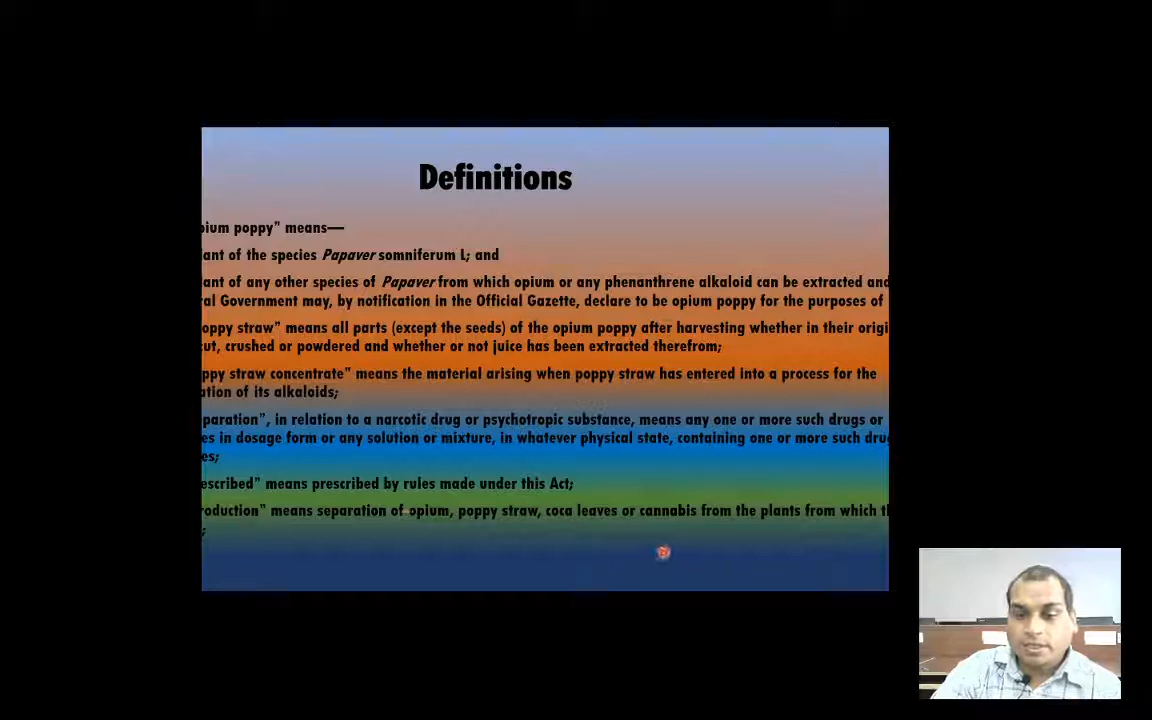 Definitions
pium poppy" means—
ant of the species Papaver somniferum L; and
ant of any other species of Papaver from which opium or any phenanthrene alkaloid can be extracted and
al Government may, by notification in the Official Gazette, declare to be opium poppy for the purposes of
oppy straw" means all parts (except the seeds) of the opium poppy after harvesting whether in their origi
cut, crushed or powdered and whether or not juice has been extracted therefrom;
ppy straw concentrate" means the material arising when poppy straw has entered into a process for the
ation of its alkaloids;
paration", in relation to a narcotic drug or psychotropic substance, means any one or more such drugs or
es in dosage form or any solution or mixture, in whatever physical state, containing one or more such drug
es;
escribed" means prescribed by rules made under this Act;
roduction" means separation of opium, poppy straw, coca leaves or cannabis from the plants from which th
;